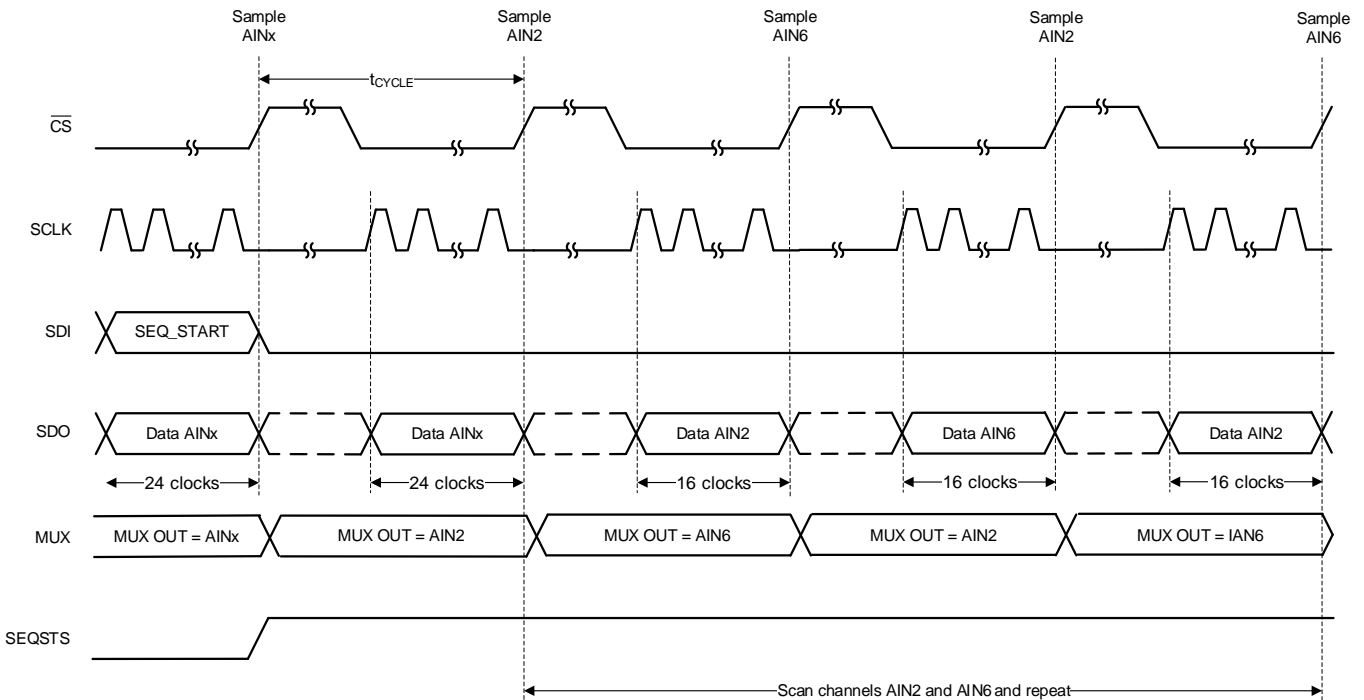 Sample AINx
Sample AIN2
Sample AIN6
Sample AIN2
Sample AIN6
tCYCLE
CS
SCLK
SDI
SEQ_START
SDO
Data AINx
Data AINx
Data AIN2
Data AIN6
Data AIN2
24 clocks
24 clocks
16 clocks
16 clocks
16 clocks
MUX
MUX OUT = AINx
MUX OUT = AIN2
MUX OUT = AIN6
MUX OUT = AIN2
MUX OUT = IAN6
SEQSTS
Scan channels AIN2 and AIN6 and repeat